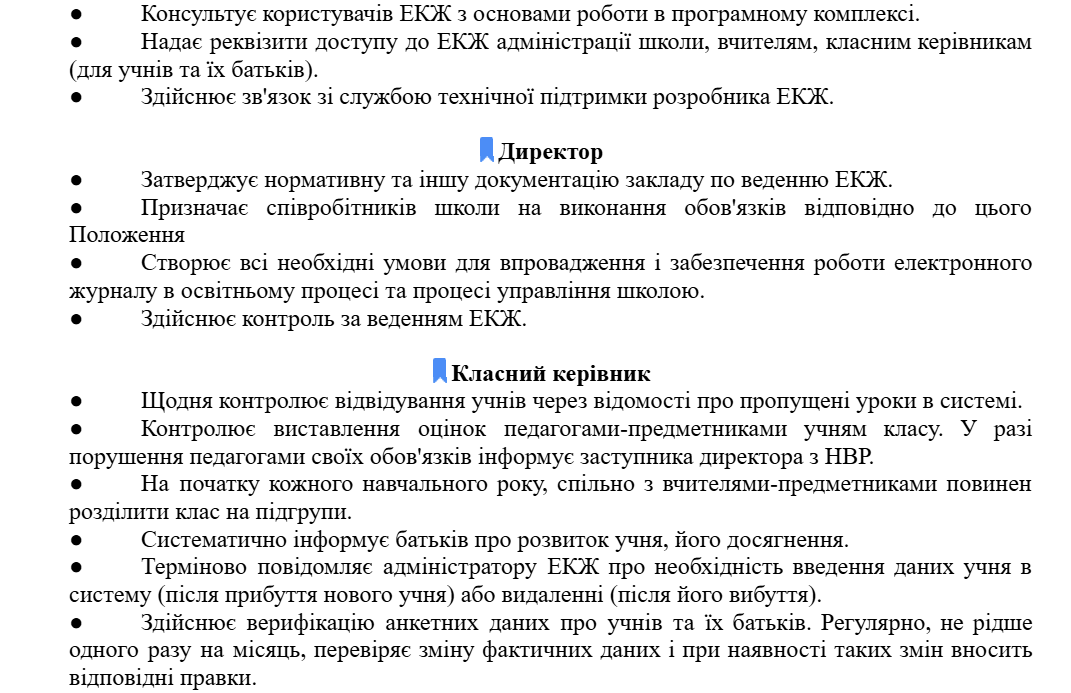 ● Консультує користувачів ЕКЖ з основами роботи в програмному комплексі.
● Надає реквізити доступу до ЕКЖ адміністрації школи, вчителям, класним керівникам
(для учнів та їх батьків).
● Здійснює зв'язок зі службою технічної підтримки розробника ЕКЖ.
Директор
● Затверджує нормативну та іншу документацію закладу по веденню ЕКЖ.
● Призначає співробітників школи на виконання обов'язків відповідно до цього
Положення
● Створює всі необхідні умови для впровадження і забезпечення роботи електронного
журналу в освітньому процесі та процесі управління школою.
● Здійснює контроль за веденням ЕКЖ.
Класний керівник
● Щодня контролює відвідування учнів через відомості про пропущені уроки в системі.
● Контролює виставлення оцінок педагогами-предметниками учням класу. У разі
порушення педагогами своїх обов'язків інформує заступника директора з НВР.
● На початку кожного навчального року, спільно з вчителями-предметниками повинен
розділити клас на підгрупи.
● Систематично інформує батьків про розвиток учня, його досягнення.
● Терміново повідомляє адміністратору ЕКЖ про необхідність введення даних учня в
систему (після прибуття нового учня) або видаленні (після його вибуття).
● Здійснює верифікацію анкетних даних про учнів та їх батьків. Регулярно, не рідше
одного разу на місяць, перевіряє зміну фактичних даних і при наявності таких змін вносить
відповідні правки.